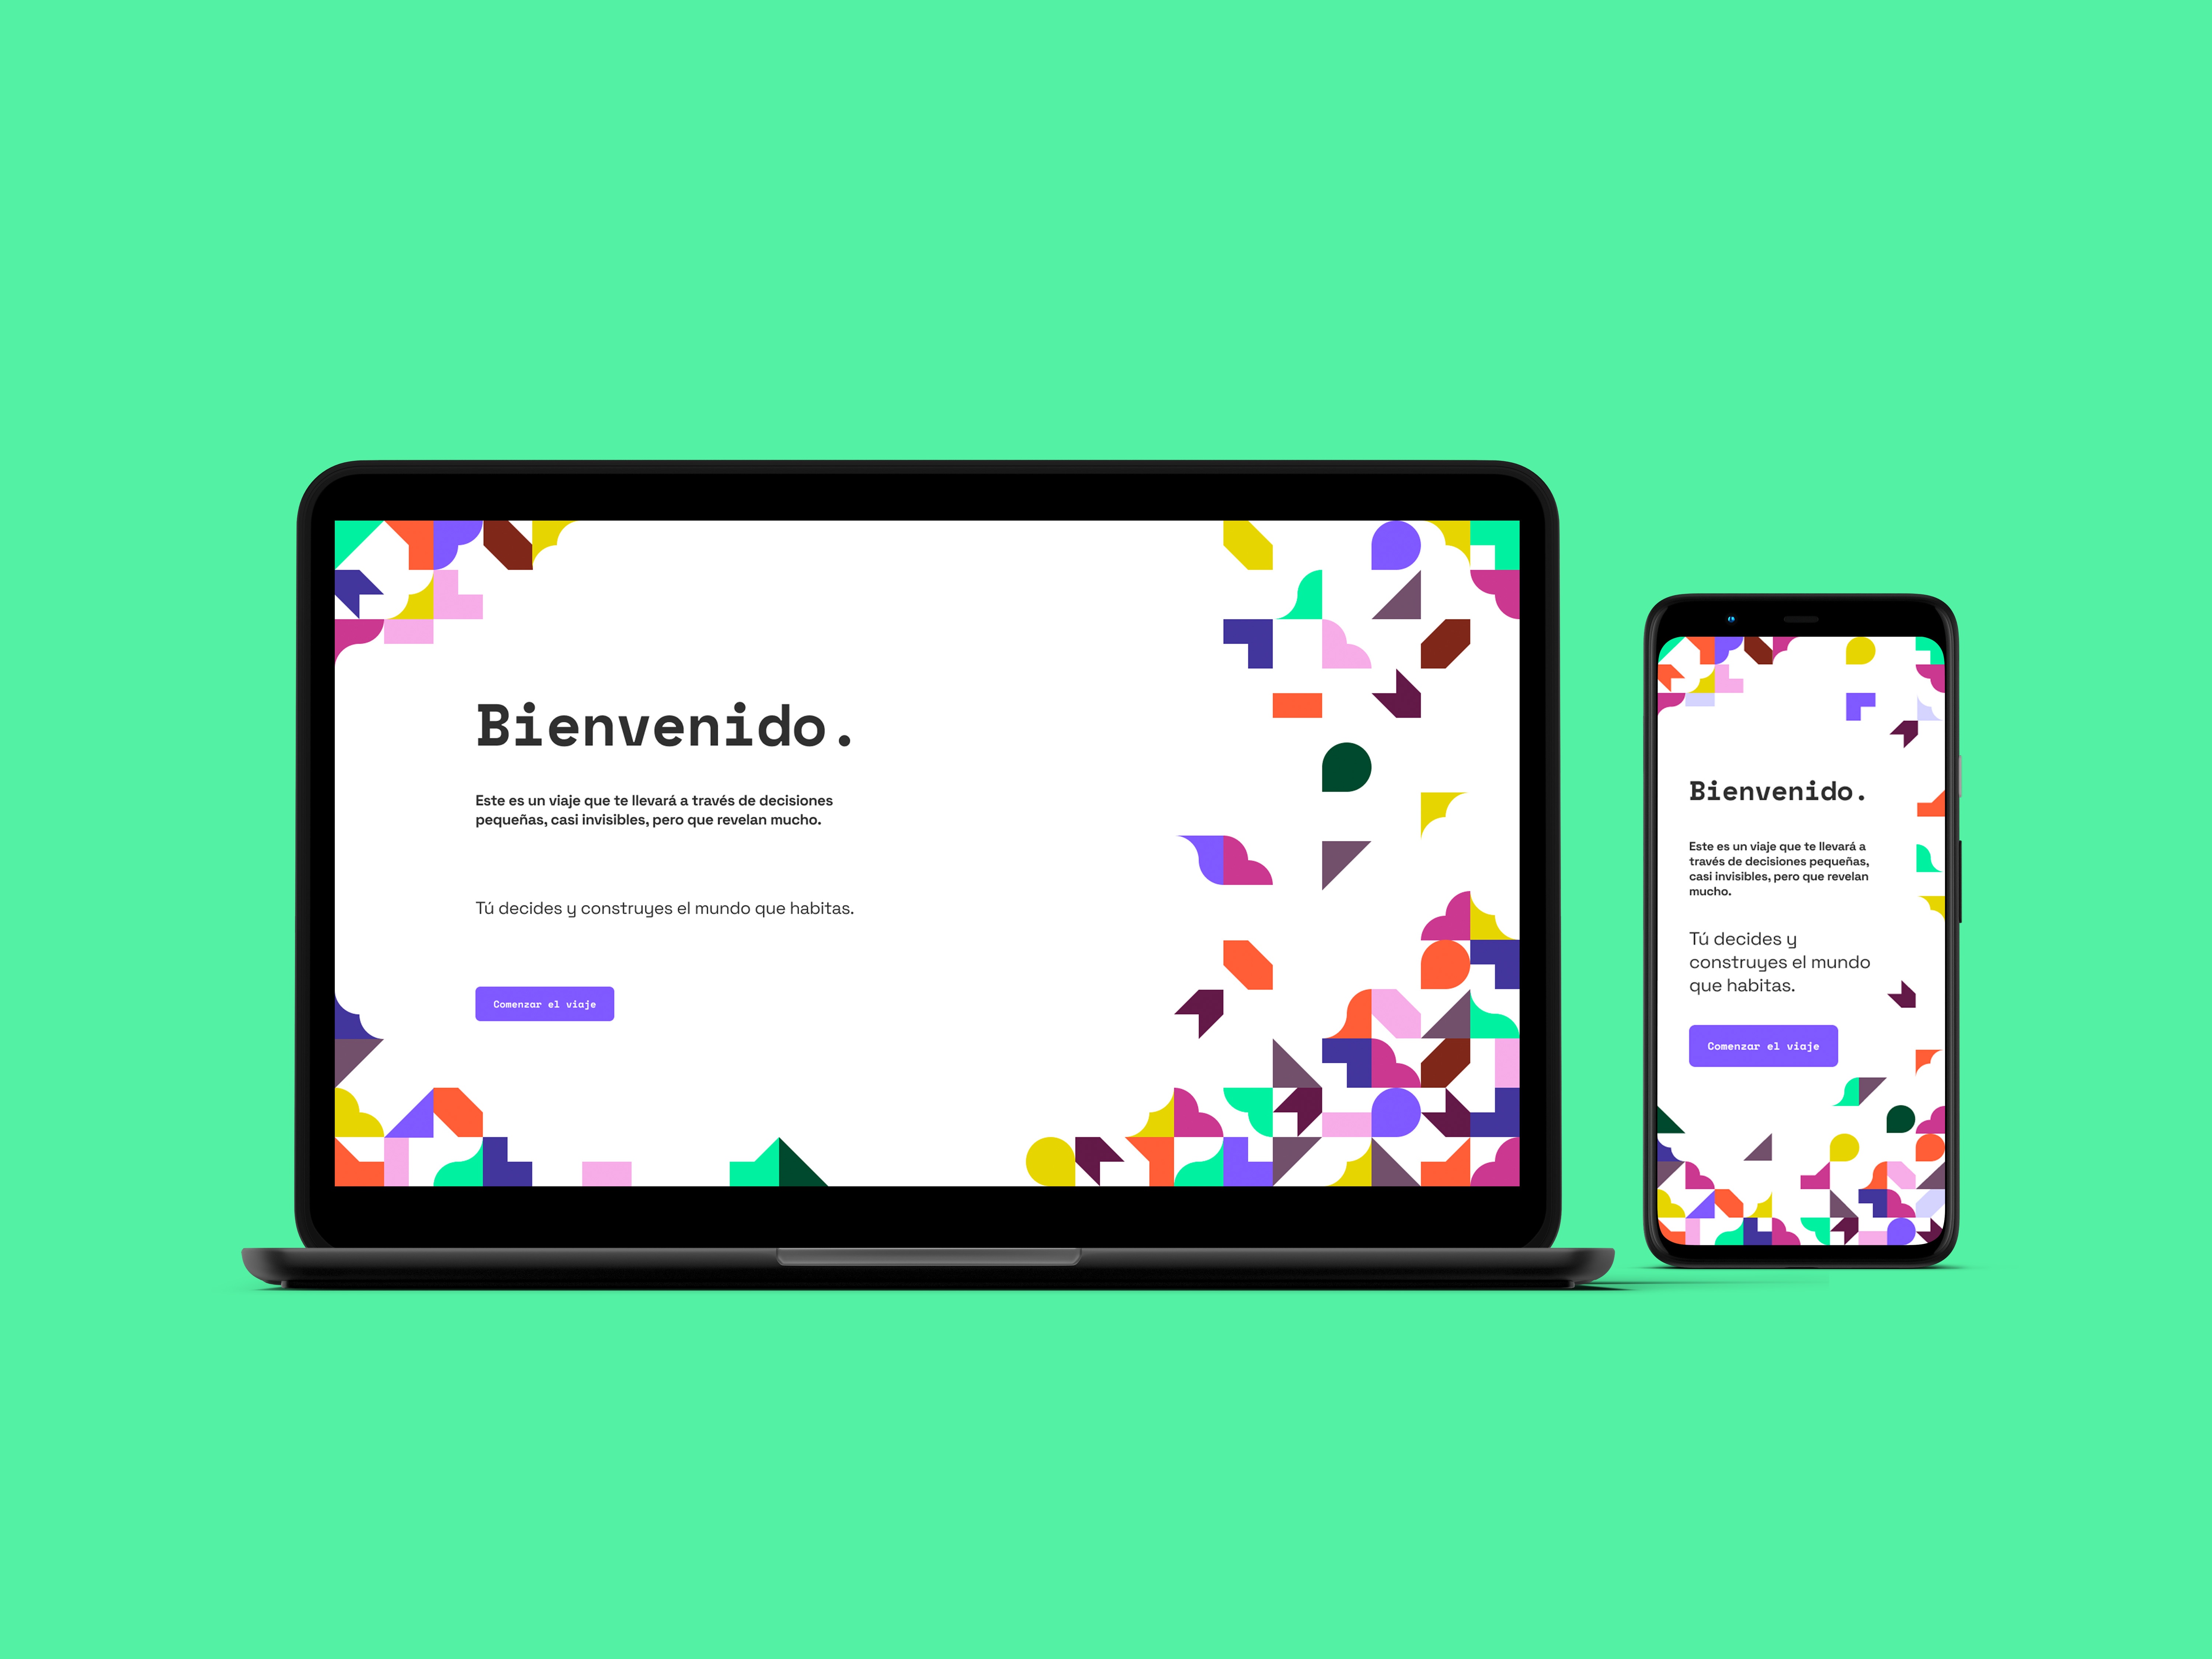 Bienvenido.
Este es un viaje que te llevará a través de decisiones
pequeñas, casi invisibles, pero que revelan mucho.
Tú decides y construyes el mundo que habitas.
Comenzar el viaje
Bienvenido.
Este es un viaje que te llevará a
través de decisiones pequeñas,
casi invisibles, pero que revelan
mucho.
Tú decides y
construyes el mundo
que habitas.
Comenzar el viaje